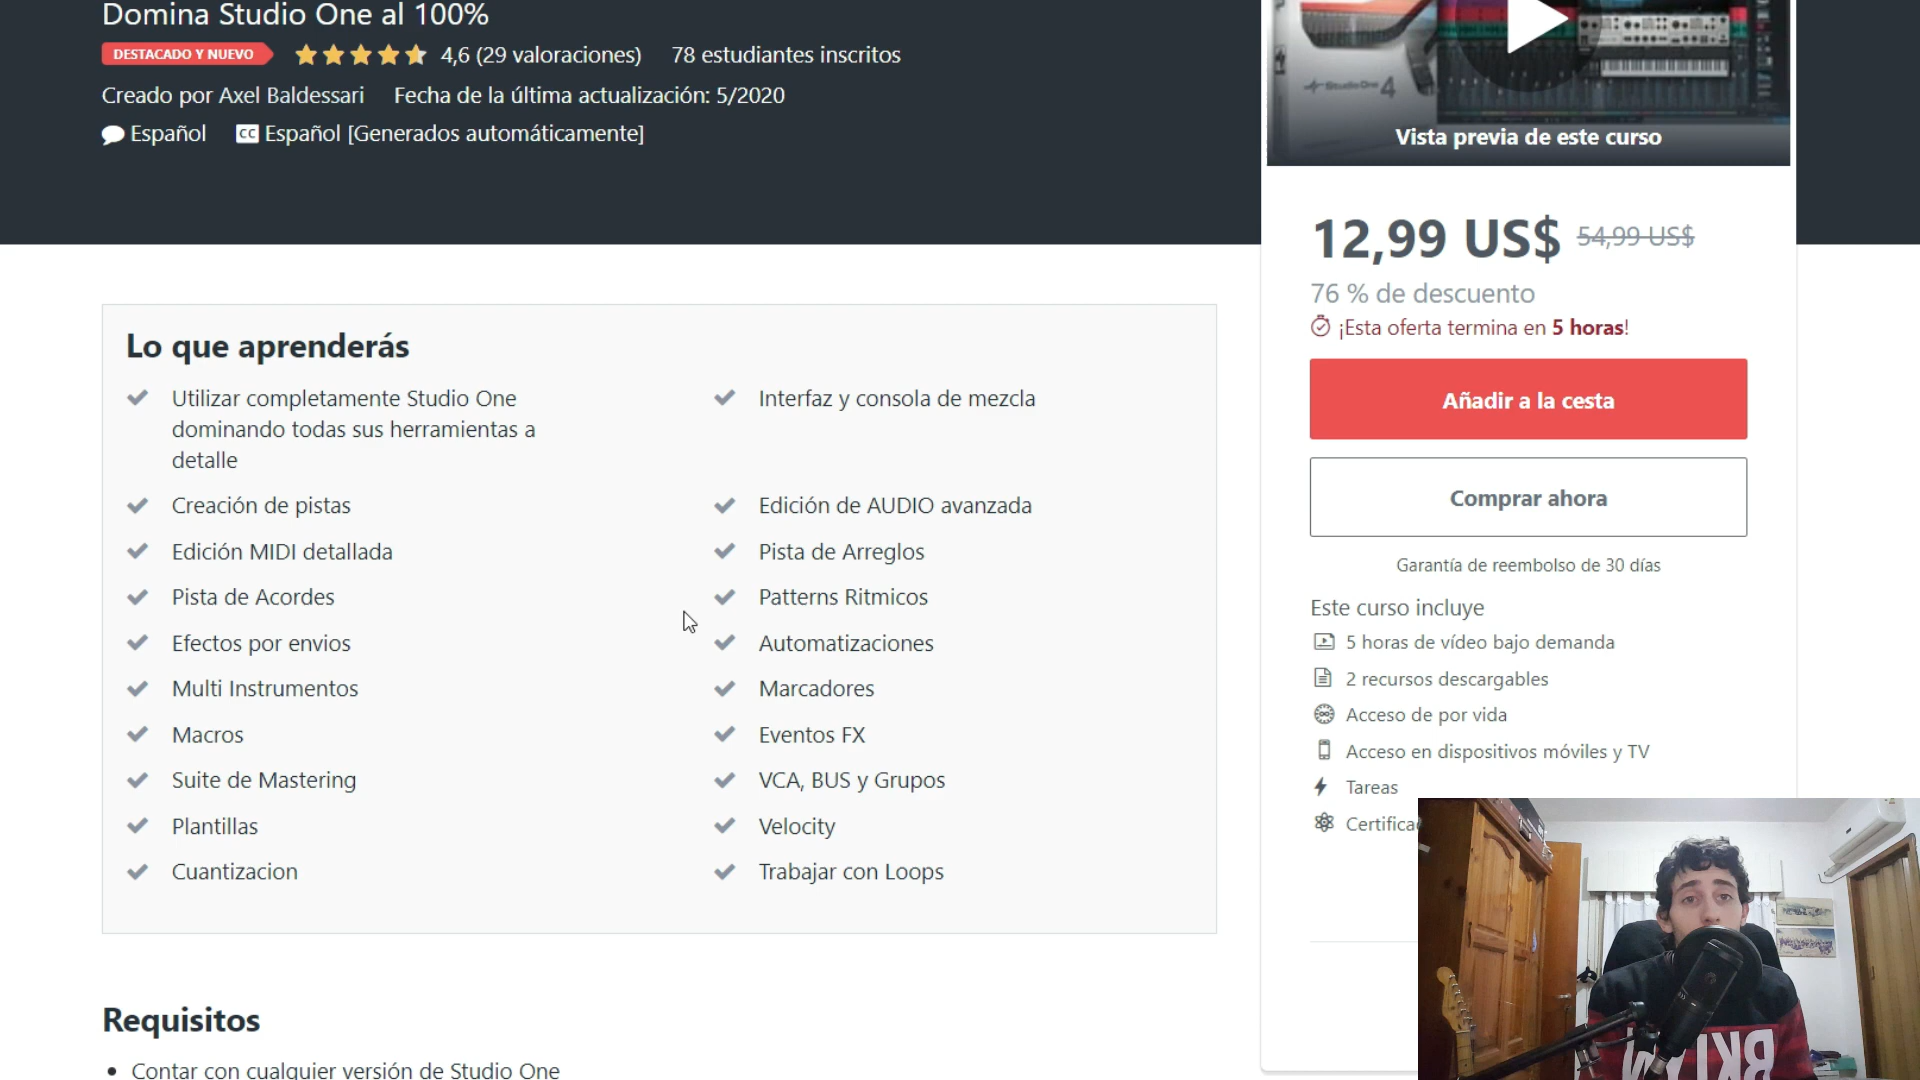 Domina Studio One al 100%
DESTACADO Y NUEVO 4,6 (29 valoraciones) 78 estudiantes inscritos
Creado por Axel Baldessari Fecha de la última actualización: 5/2020
Español CC Español [Generados automáticamente]
Studio One 4
Vista previa de este curso
12,99 US$ 54,99 US$
76 % de descuento
¡Esta oferta termina en 5 horas!
Añadir a la cesta
Comprar ahora
Garantía de reembolso de 30 días
Este curso incluye
5 horas de vídeo bajo demanda
2 recursos descargables
Acceso de por vida
Acceso en dispositivos móviles y TV
Tareas
Lo que aprenderás
Utilizar completamente Studio One
dominando todas sus herramientas a
detalle
Interfaz y consola de mezcla
Creación de pistas
Edición de AUDIO avanzada
Edición MIDI detallada
Pista de Arreglos
Pista de Acordes
Patterns Ritmicos
Efectos por envios
Automatizaciones
Multi Instrumentos
Marcadores
Macros
Eventos FX
Suite de Mastering
VCA, BUS y Grupos
Plantillas
Velocity
Cuantizacion
Trabajar con Loops
Requisitos
Contar con cualquier versión de Studio One